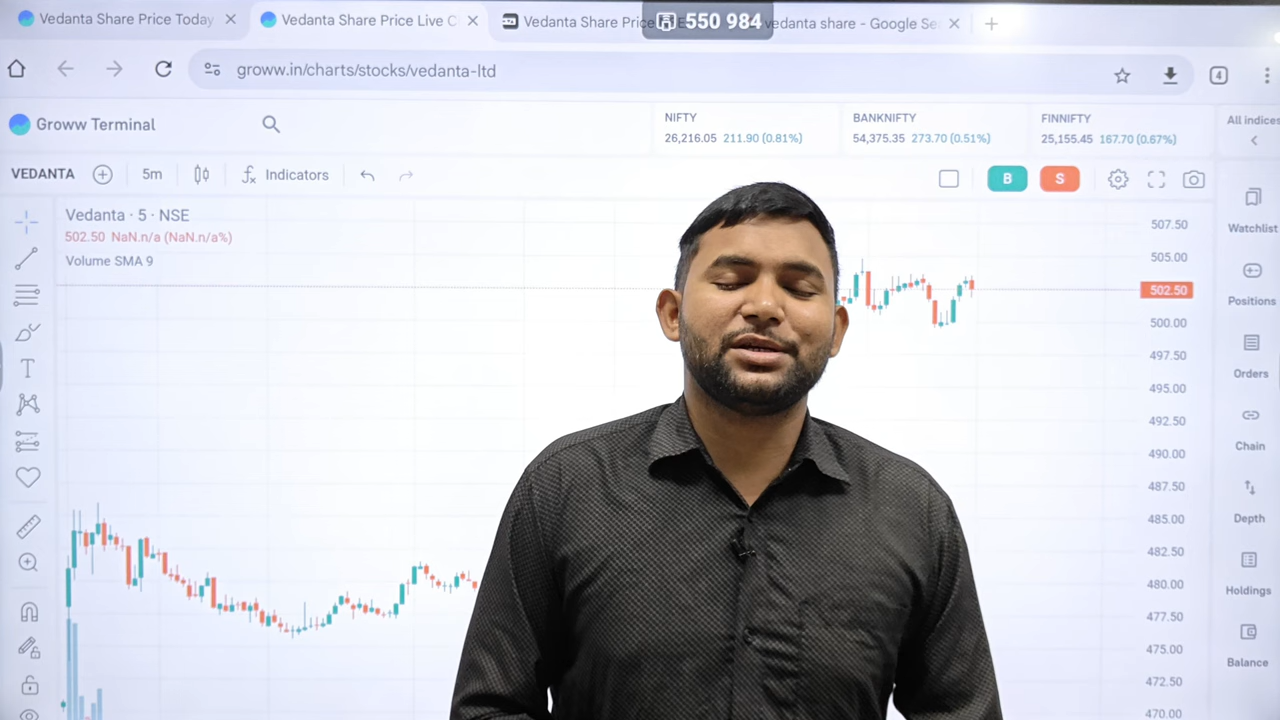 Vedanta Share Price Today
Vedanta Share Price Live C
Vedanta Share Price
550 984
vedanta share - Google Se
groww.in/charts/stocks/vedanta-ltd
4
Groww Terminal
NIFTY
26,216.05 211.90 (0.81%)
BANKNIFTY
54,375.35 273.70 (0.51%)
FINNIFTY
25,155.45 167.70 (0.67%)
All indices
VEDANTA
5m
fx Indicators
B
S
Vedanta · 5 · NSE
502.50 NaN.n/a (NaN.n/a%)
Volume SMA 9
T
507.50
505.00
502.50
500.00
497.50
495.00
492.50
490.00
487.50
485.00
482.50
480.00
477.50
475.00
472.50
470.00
Watchlist
Positions
Orders
Chain
Depth
Holdings
Balance